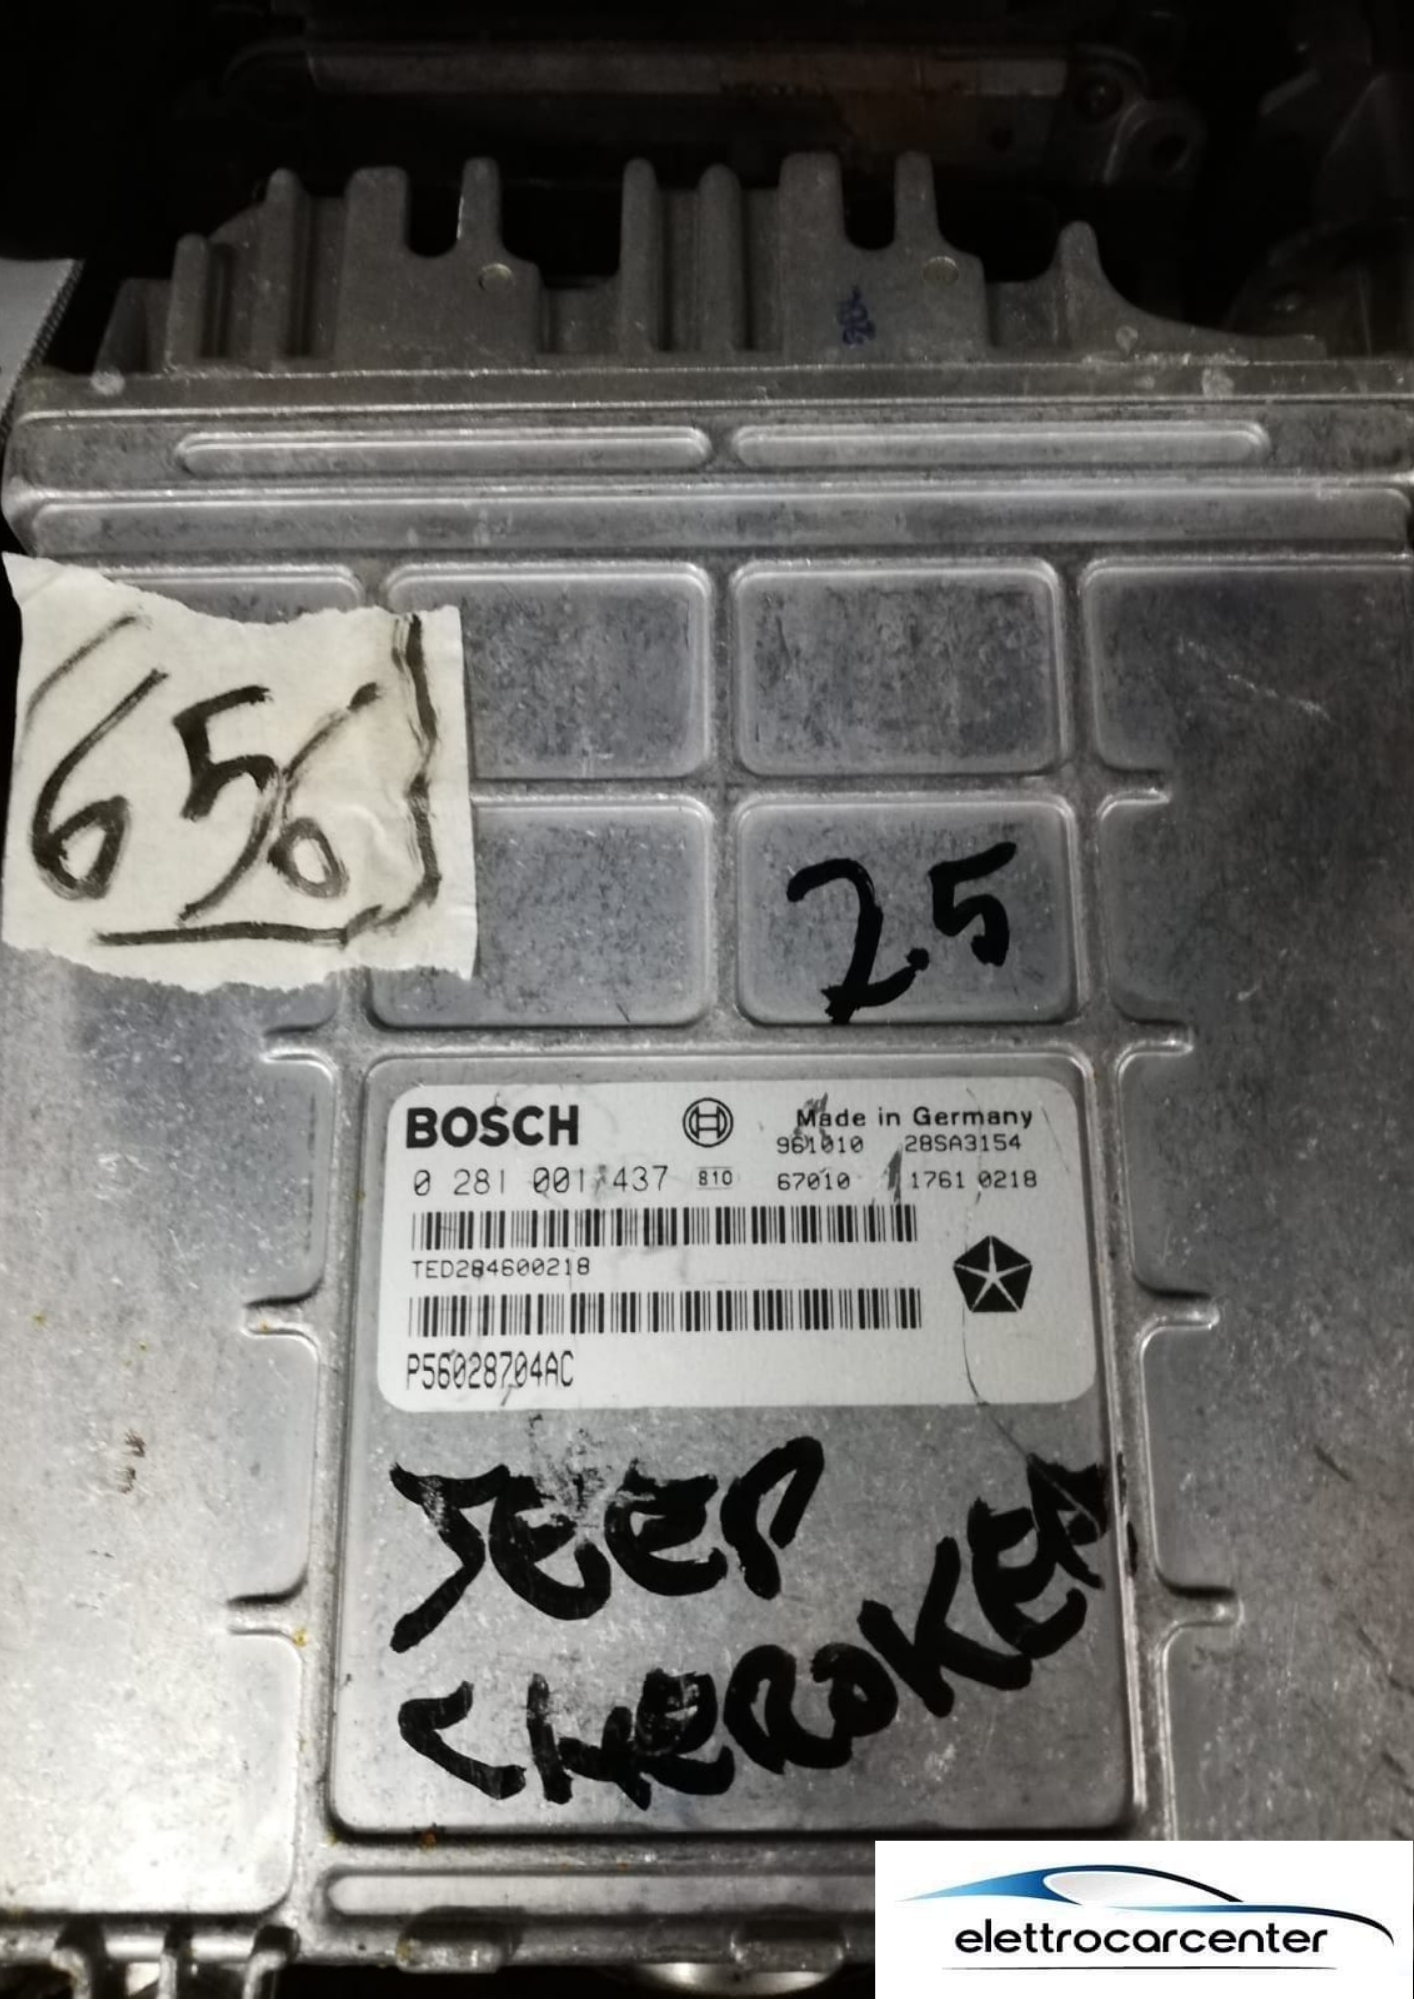 656
2.5
BOSCH Made in Germany
961010 28SA3154
0 281 001 437 810 67010 1761 0218
TED284600218
P56028704AC
JEEP
CHEROKEE
elettrocarcenter